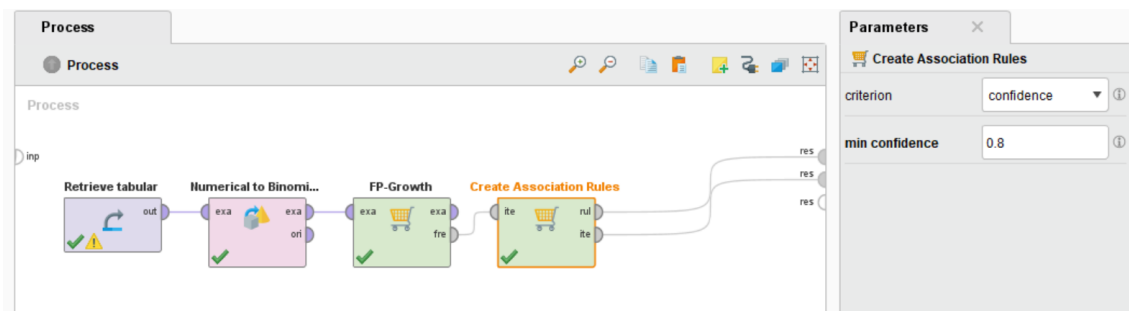 Process
Parameters
Process
Create Association Rules
criterion
confidence
Process
min confidence
0.8
inp
res
res
res
Retrieve tabular
Numerical to Binomi...
FP-Growth
Create Association Rules
out
exa
exa
ori
exa
exa
fre
ite
rul
ite